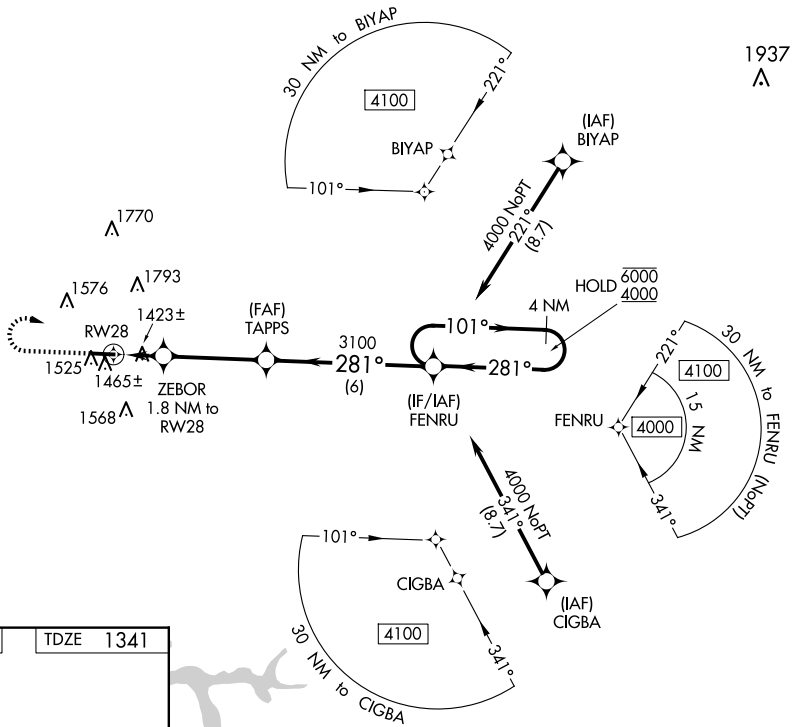 30 NM to BIYAP
221°
4100
BIYAP
101°
1937
(IAF)
BIYAP
4000 NoPT
221°
(8.7)
1770
1576
1793
1423±
RW28
1525
1465±
1568
ZEBOR
1.8 NM to
RW28
(FAF)
TAPPS
3100
281°
(6)
101°
4 NM
HOLD
6000
4000
281°
(IF/IAF)
FENRU
30 NM to FENRU (NoPT)
221°
4100
15 NM
FENRU
4000
341°
4000 NoPT
341°
(8.7)
101°
CIGBA
4100
341°
30 NM to CIGBA
(IAF)
CIGBA
TDZE 1341